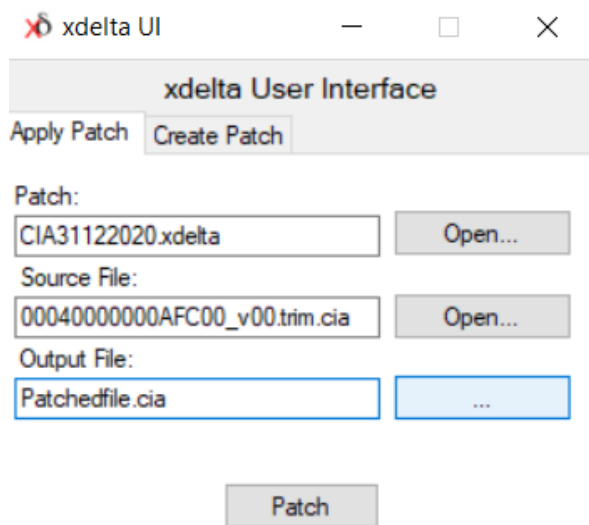 xdelta UI
xdelta User Interface
Apply Patch Create Patch
Patch:
CIA31122020.xdelta Open...
Source File:
00040000000AFC00_v00.trim.cia Open...
Output File:
Patchedfile.cia ...
Patch